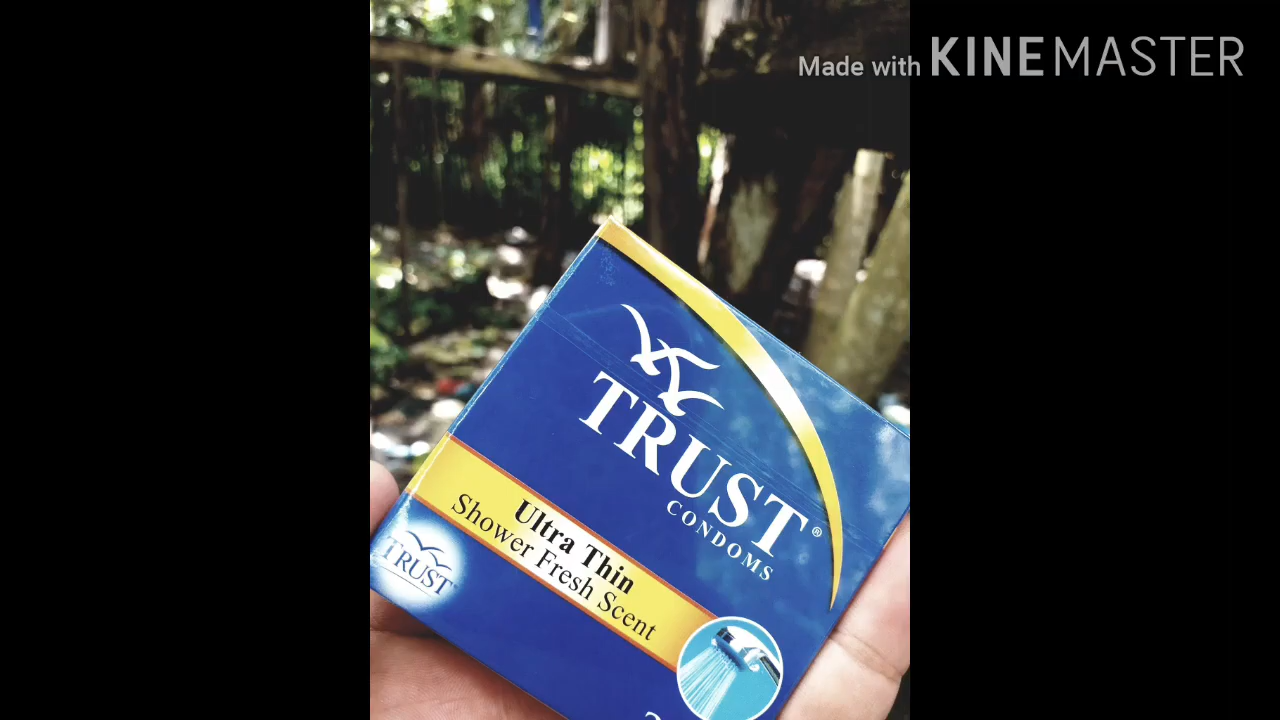 Made with KINEMASTER
TRUST®
CONDOMS
Ultra Thin
Shower Fresh Scent
TRUST